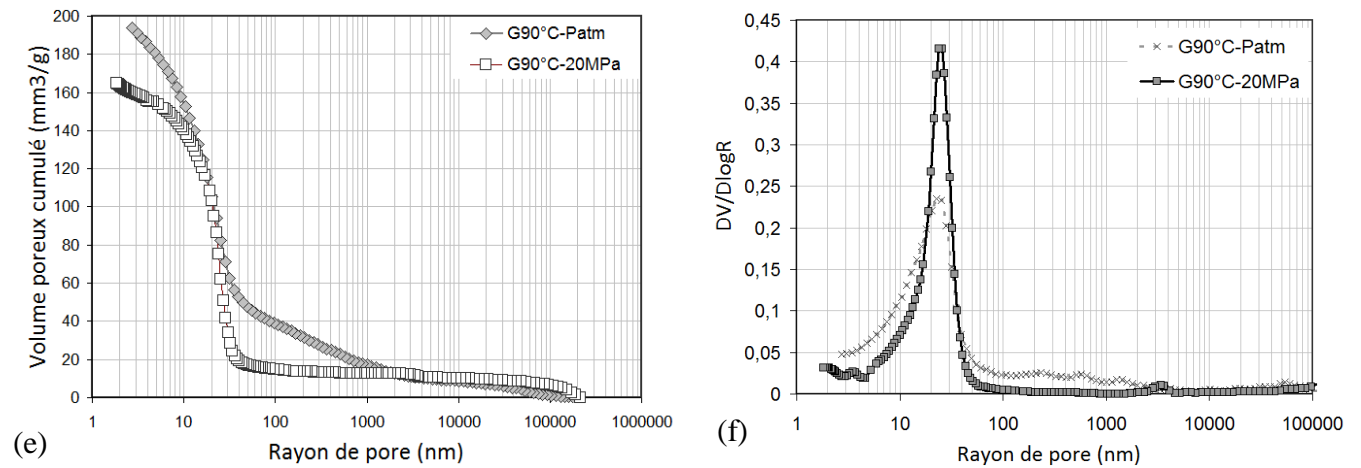 200
180
160
140
120
100
80
60
40
20
0
Volume poreux cumulé (mm3/g)
G90°C-Patm
G90°C-20MPa
1 10 100 1000 10000 100000 1000000
Rayon de pore (nm)
(e)
0,45
0,4
0,35
0,3
0,25
0,2
0,15
0,1
0,05
0
DV/DlogR
G90°C-Patm
G90°C-20MPa
1 10 100 1000 10000 100000
Rayon de pore (nm)
(f)